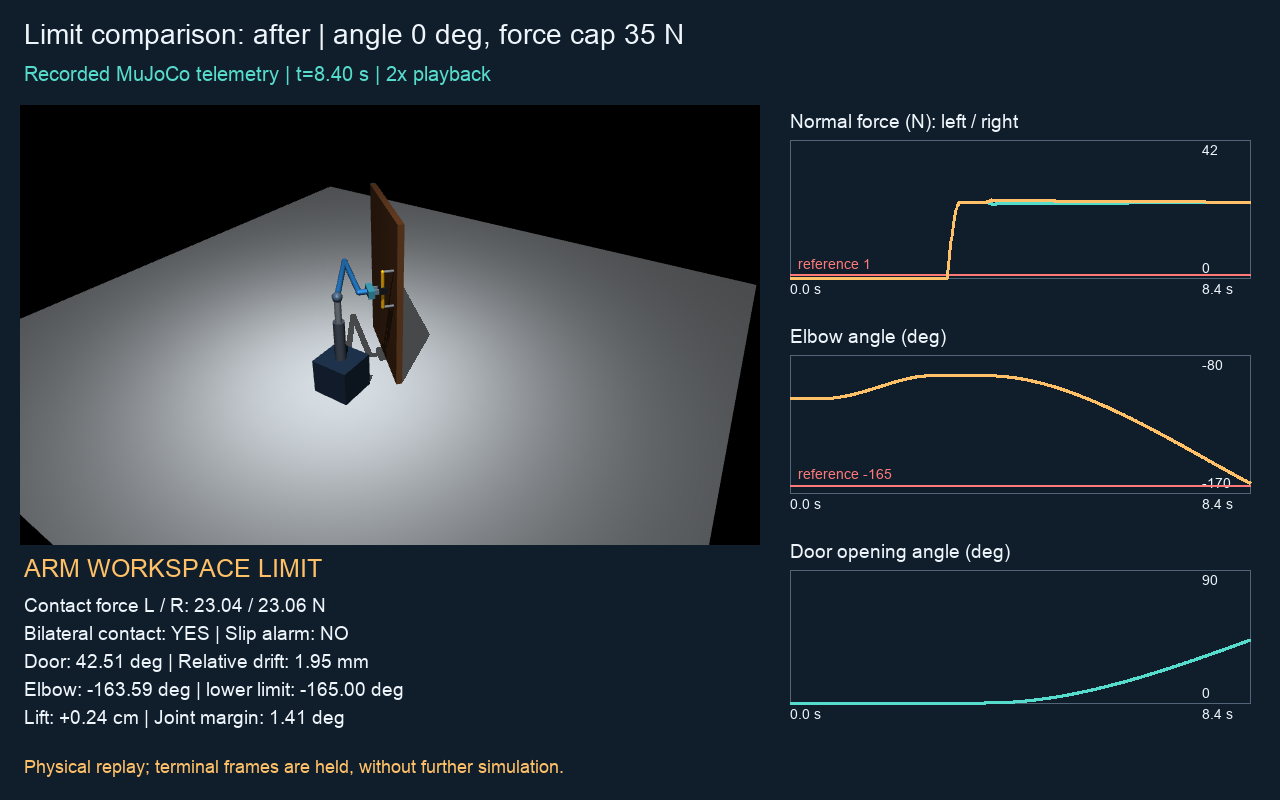 Limit comparison: after | angle 0 deg, force cap 35 N
Recorded MuJoCo telemetry | t=8.40 s | 2x playback
Normal force (N): left / right
42
reference 1
0
0.0 s
8.4 s
Elbow angle (deg)
-80
reference -165
-170
0.0 s
8.4 s
Door opening angle (deg)
90
0
0.0 s
8.4 s
ARM WORKSPACE LIMIT
Contact force L / R: 23.04 / 23.06 N
Bilateral contact: YES | Slip alarm: NO
Door: 42.51 deg | Relative drift: 1.95 mm
Elbow: -163.59 deg | lower limit: -165.00 deg
Lift: +0.24 cm | Joint margin: 1.41 deg
Physical replay; terminal frames are held, without further simulation.